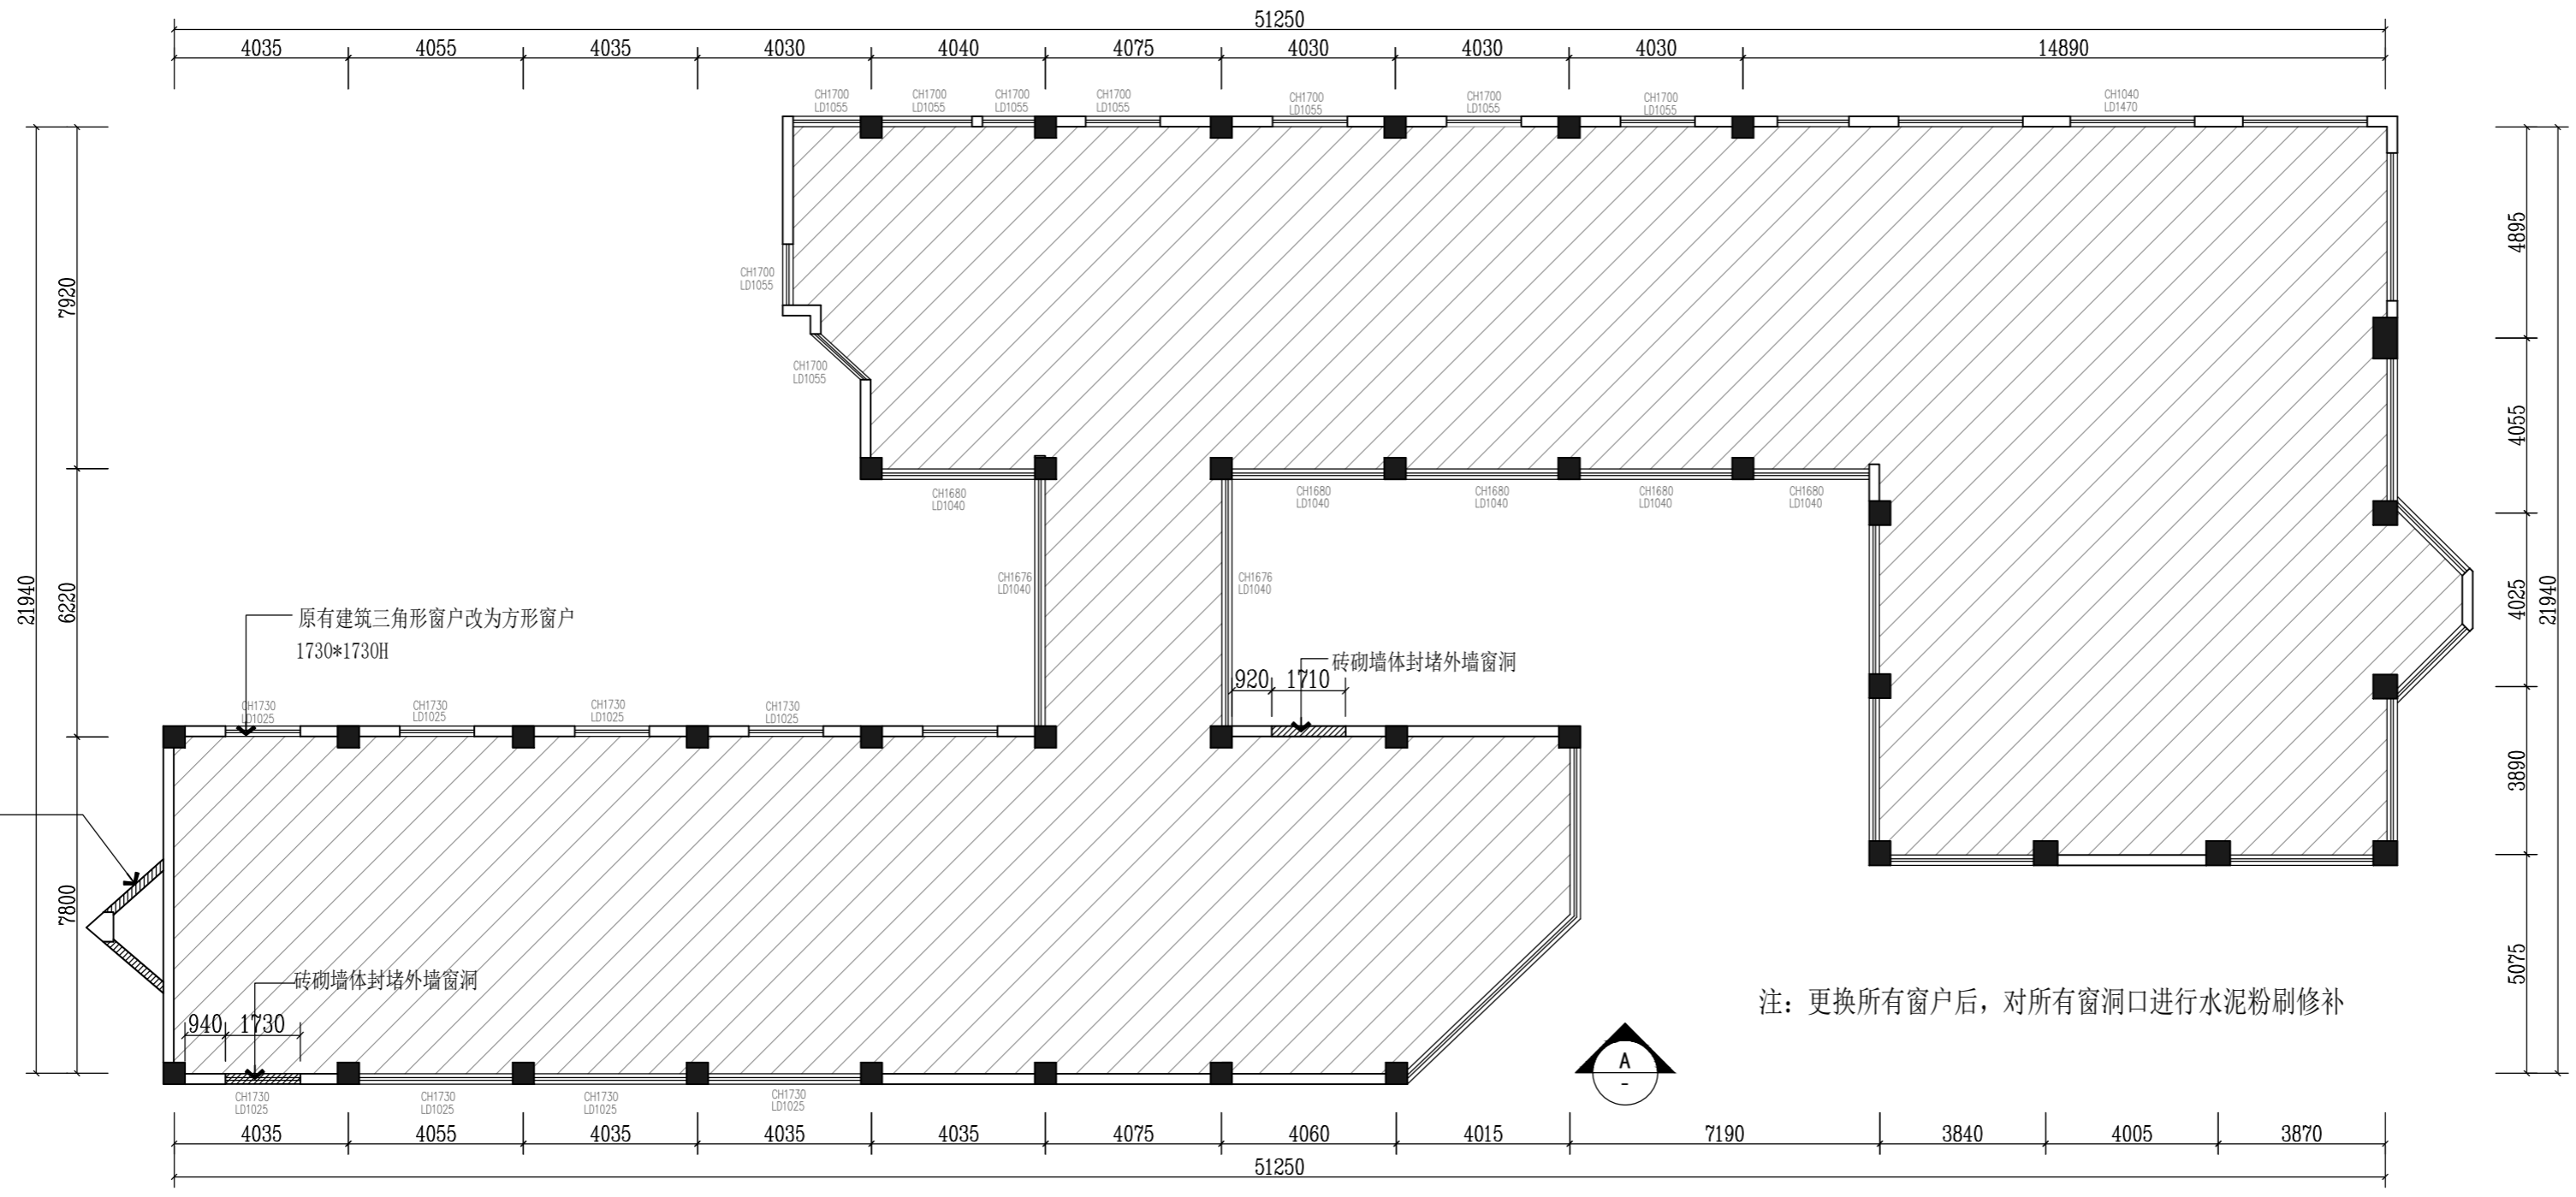 51250
4035 4055 4035 4030 4040 4075 4030 4030 4030 14890
CH1700 CH1700 CH1700 CH1700 CH1700 CH1700 CH1700 CH1040
LD1055 LD1055 LD1055 LD1055 LD1055 LD1055 LD1055 LD1470
4895
7920
CH1700
LD1055
CH1700
LD1055
4055
CH1680 CH1680 CH1680 CH1680 CH1680
LD1040 LD1040 LD1040 LD1040 LD1040
CH1676 CH1676
LD1040 LD1040
21940
6220
4025
21940
原有建筑三角形窗户改为方形窗户
1730*1730H
砖砌墙体封堵外墙窗洞
920 1710
CH1730 CH1730 CH1730 CH1730
LD1025 LD1025 LD1025 LD1025
3890
7800
5075
砖砌墙体封堵外墙窗洞
940 1730
注：更换所有窗户后，对所有窗洞口进行水泥粉刷修补
A
-
CH1730 CH1730 CH1730 CH1730
LD1025 LD1025 LD1025 LD1025
4035 4055 4035 4035 4035 4075 4060 4015 7190 3840 4005 3870
51250